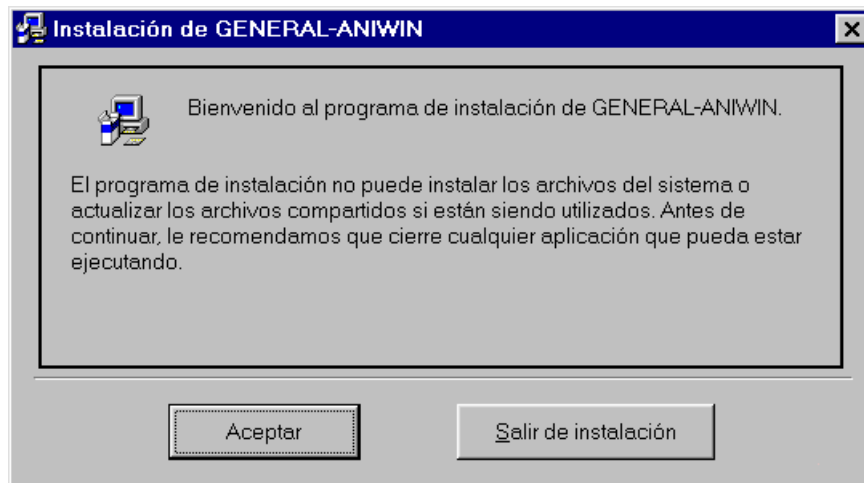 Instalación de GENERAL-ANIWIN
Bienvenido al programa de instalación de GENERAL-ANIWIN.
El programa de instalación no puede instalar los archivos del sistema o
actualizar los archivos compartidos si están siendo utilizados. Antes de
continuar, le recomendamos que cierre cualquier aplicación que pueda estar
ejecutando.
Aceptar
Salir de instalación